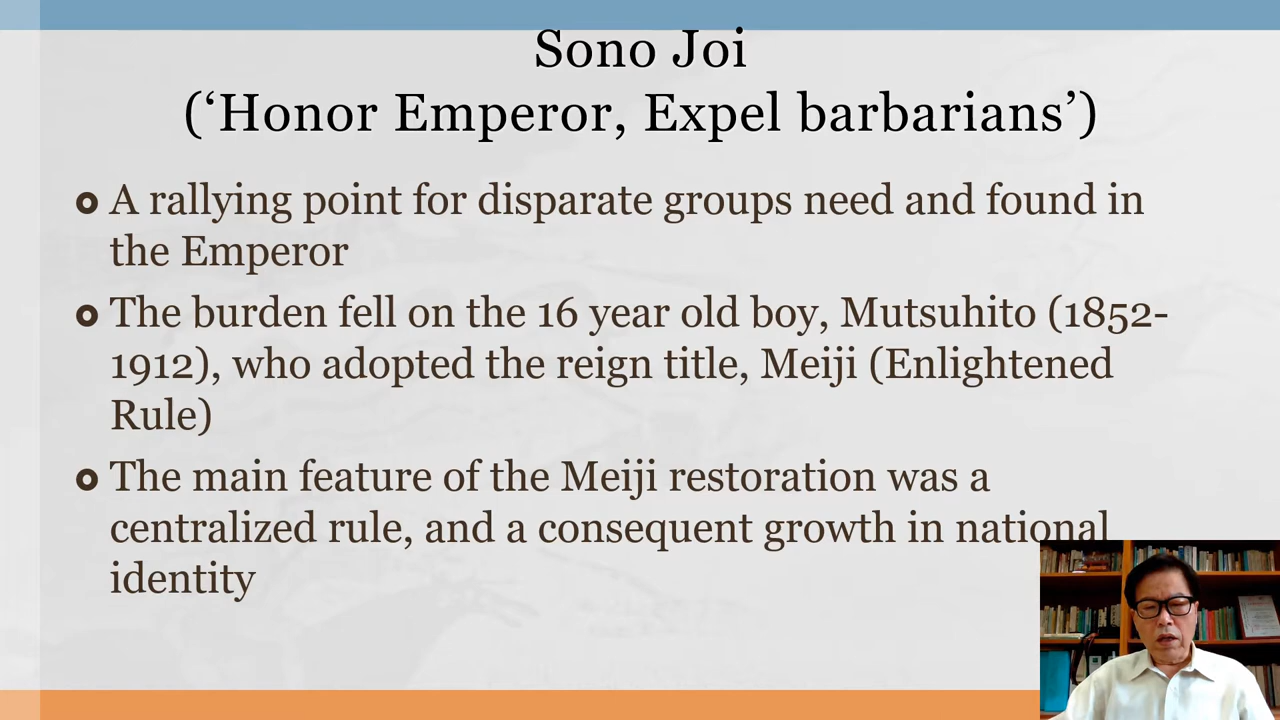 Sono Joi
(‘Honor Emperor, Expel barbarians’)
A rallying point for disparate groups need and found in
the Emperor
The burden fell on the 16 year old boy, Mutsuhito (1852-
1912), who adopted the reign title, Meiji (Enlightened
Rule)
The main feature of the Meiji restoration was a
centralized rule, and a consequent growth in national
identity